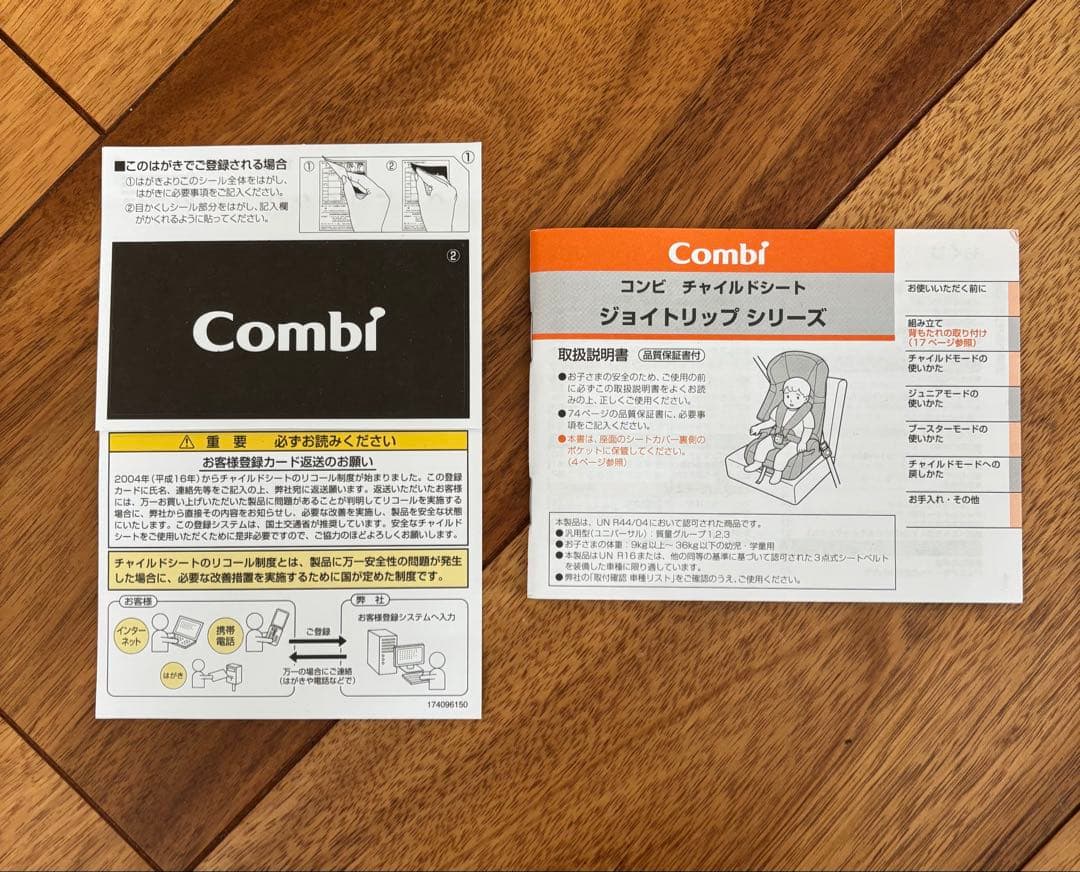 ■このはがきでご登録される場合
①はがきよりこのシール全体をはがし、
はがきに必要事項をご記入ください。
②目かくしシール部分をはがし、記入欄
がかくれるように貼ってください。
①
②
①
②
Combi
⚠ 重要 必ずお読みください
お客様登録カード返送のお願い
2004年(平成16年)からチャイルドシートのリコール制度が始まりました。この登録
カードに氏名、連絡先等をご記入の上、弊社宛に返送願います。返送いただいたお客様
には、万一お買い上げいただいた製品に問題があることが判明してリコールを実施する
場合に、弊社から直接その内容をお知らせし、必要な改善を実施し、製品を安全な状態
にいたします。この登録システムは、国土交通省が推奨しています。安全なチャイルド
シートをご使用いただくために是非必要ですので、ご協力のほどよろしくお願いします。
チャイルドシートのリコール制度とは、製品に万一安全性の問題が発生
した場合に、必要な改善措置を実施するために国が定めた制度です。
お客様
インター
ネット
携帯
電話
はがき
ご登録
万一の場合にご連絡
(はがきや電話などで)
弊社
お客様登録システムへ入力
174096150
Combi
コンビ チャイルドシート
ジョイトリップ シリーズ
取扱説明書 品質保証書付
●お子さまの安全のため、ご使用の前
に必ずこの取扱説明書をよくお読
みの上、正しくご使用ください。
●74ページの品質保証書に、必要事
項をご記入ください。
●本書は、座面のシートカバー裏側の
ポケットに保管してください。
(4ページ参照)
本製品は、UN R44/04において認可された商品です。
●汎用型(ユニバーサル):質量グループ1,2,3
●お子さまの体重:9kg以上〜36kg以下の幼児・学童用
●本製品はUN R16または、他の同等の基準に基づいて認可された3点式シートベルト
を装備した車種に限り適しています。
●弊社の「取付確認 車種リスト」をご確認のうえ、ご使用ください。
お使いいただく前に
組み立て
背もたれの取り付け
(17ページ参照)
チャイルドモードの
使いかた
ジュニアモードの
使いかた
ブースターモードの
使いかた
チャイルドモードへの
戻しかた
お手入れ・その他